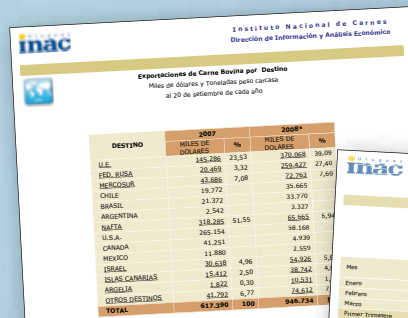 URUGUAY
inac
Instituto Nacional de Carnes
Dirección de Información y Análisis Económico
Exportaciones de Carne Bovina por Destino
Miles de dólares y Toneladas peso carcasa
al 20 de setiembre de cada año
DESTINO 2007 2008*
MILES DE DOLARES % MILES DE DOLARES %
U.E. 145.286 23,53 370.068 39,09
FED. RUSA 20.469 3,32 259.427 27,40
MERCOSUR 43.686 7,08 72.763 7,69
CHILE 19.772 35.665
BRASIL 21.372 33.770
ARGENTINA 2.542 3.327
NAFTA 318.285 51,55 65.665 6,94
U.S.A. 265.154 58.168
CANADA 41.251 4.939
MEXICO 11.880 2.559
ISRAEL 30.638 4,96 54.926
ISLAS CANARIAS 15.412 2,50 38.742
ARGELIA 1.872 0,30 10.531
OTROS DESTINOS 41.792 6,77 74.612
TOTAL 617.390 100 946.734
inac
Mes
Enero
Febrero
Marzo
Primer Trimestre